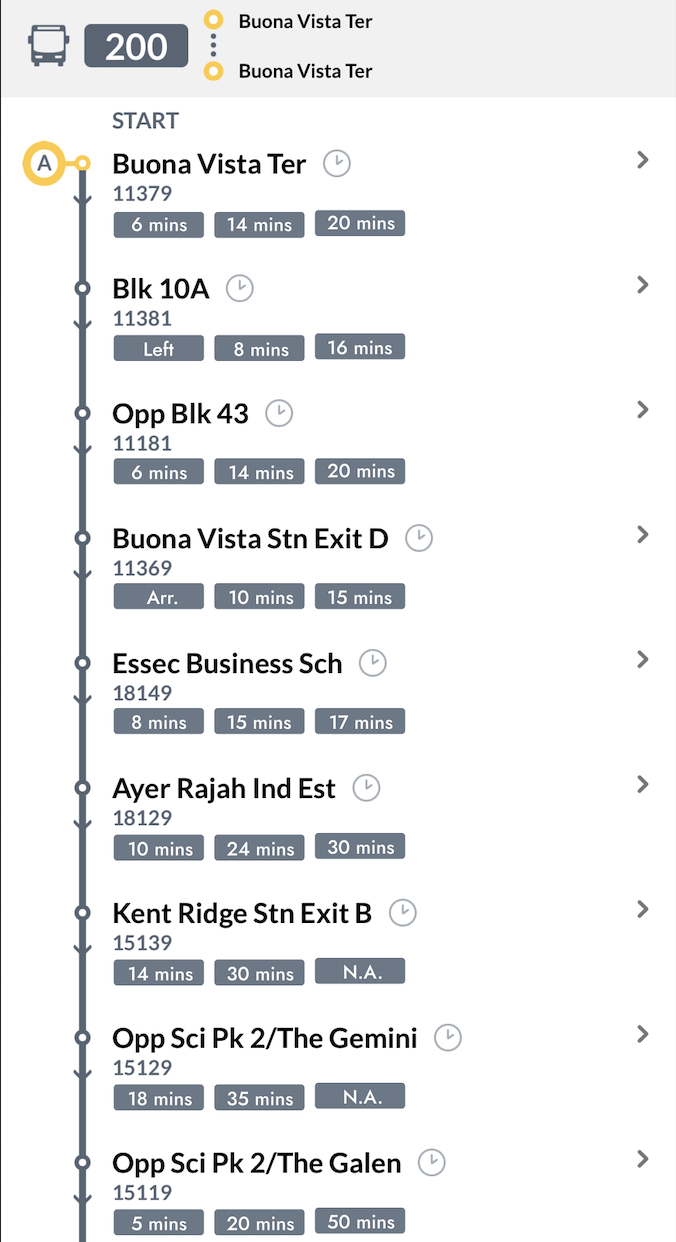 200
Buona Vista Ter
Buona Vista Ter
START
A
Buona Vista Ter
11379
6 mins 14 mins 20 mins
Blk 10A
11381
Left 8 mins 16 mins
Opp Blk 43
11181
6 mins 14 mins 20 mins
Buona Vista Stn Exit D
11369
Arr. 10 mins 15 mins
Essec Business Sch
18149
8 mins 15 mins 17 mins
Ayer Rajah Ind Est
18129
10 mins 24 mins 30 mins
Kent Ridge Stn Exit B
15139
14 mins 30 mins N.A.
Opp Sci Pk 2/The Gemini
15129
18 mins 35 mins N.A.
Opp Sci Pk 2/The Galen
15119
5 mins 20 mins 50 mins